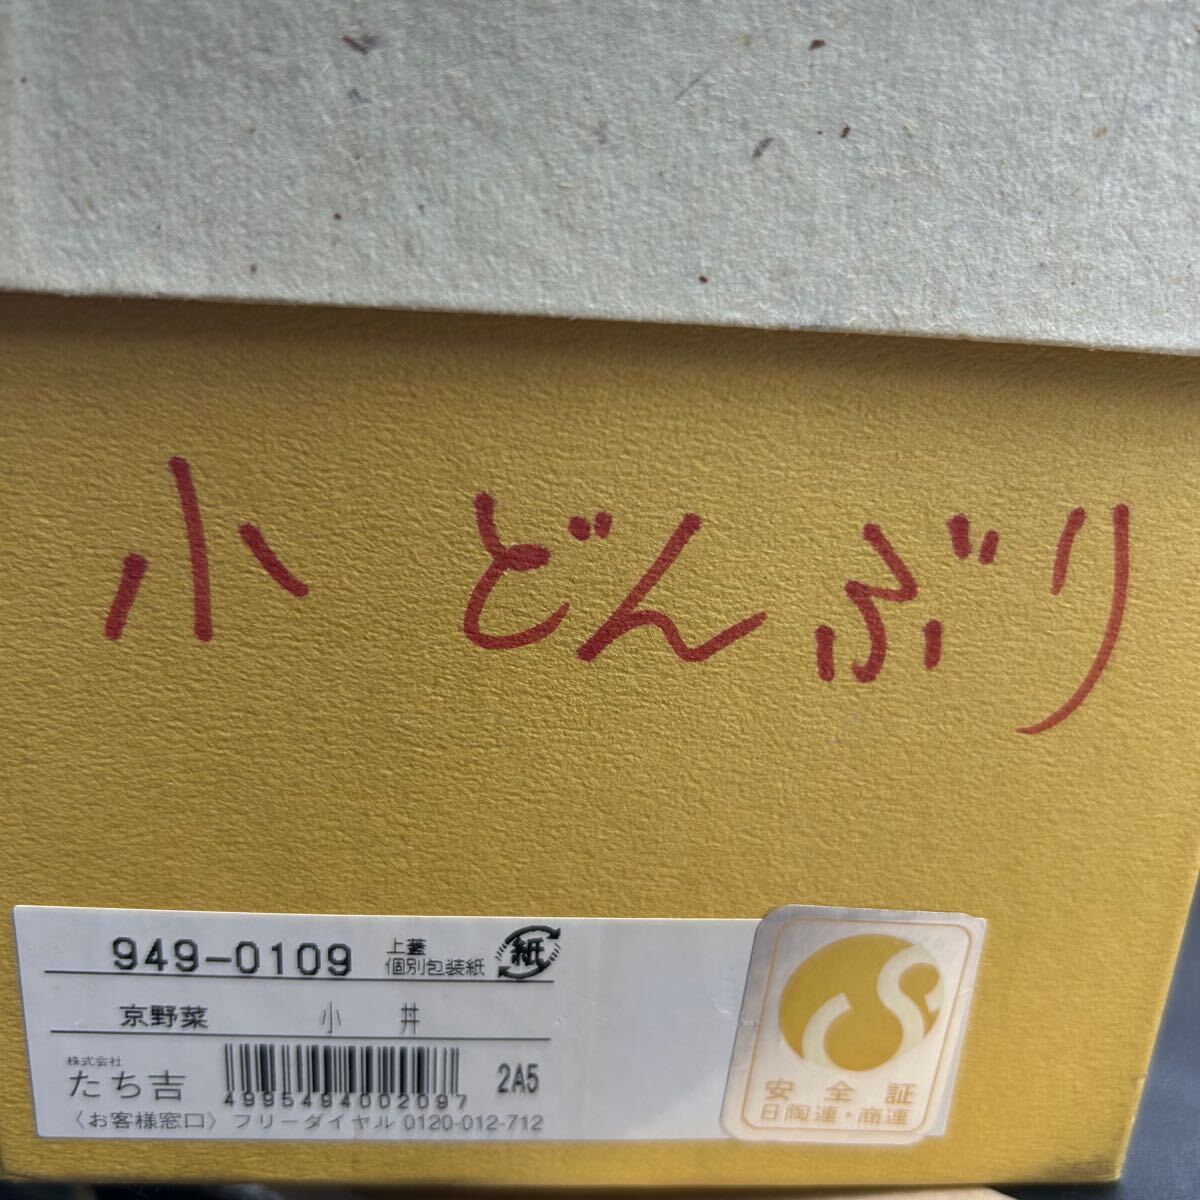 小 どんぶり
949-0109 上蓋 個別包装紙 紙
京野菜 小 丼
株式会社
たち吉 2A5
4995494002097
〈お客様窓口〉フリーダイヤル 0120-012-712
安全証
日陶連・商連